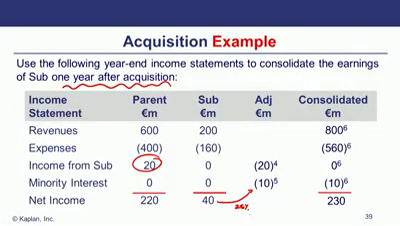 Acquisition Example
Use the following year-end income statements to consolidate the earnings
of Sub one year after acquisition:
Income Statement Parent €m Sub €m Adj €m Consolidated €m
Revenues 600 200 800⁶
Expenses (400) (160) (560)⁶
Income from Sub 20 0 (20)⁴ 0⁶
Minority Interest 0 0 (10)⁵ (10)⁶
Net Income 220 40 230
© Kaplan, Inc. 39